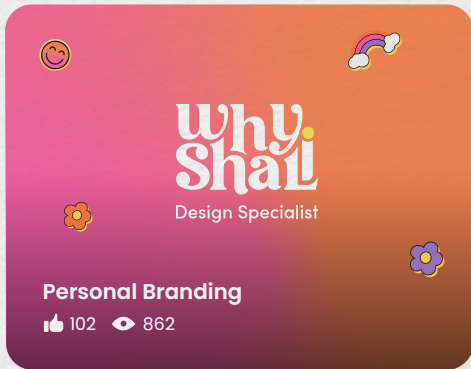 Why
Shali
Design Specialist
Personal Branding
102 862